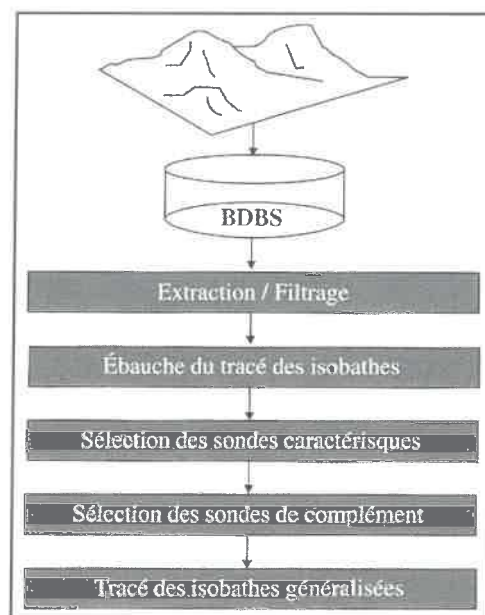 BDBS
Extraction / Filtrage
Ébauche du tracé des isobathes
Sélection des sondes caractérisques
Sélection des sondes de complément
Tracé des isobathes généralisées